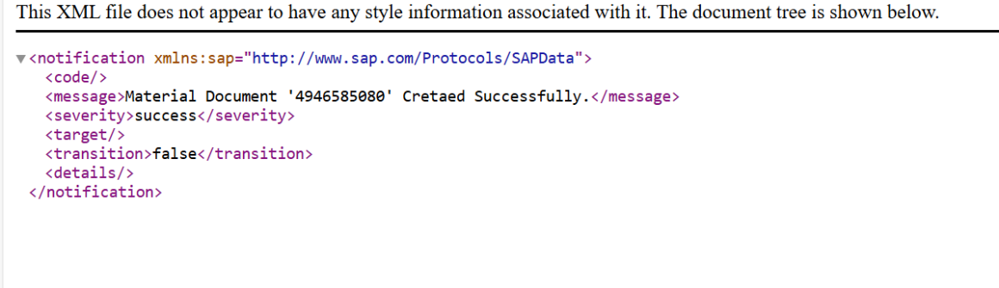 This XML file does not appear to have any style information associated with it. The document tree is shown below.
▼<notification xmlns:sap="http://www.sap.com/Protocols/SAPData">
<code/>
<message>Material Document '4946585080' Cretaed Successfully.</message>
<severity>success</severity>
<target/>
<transition>false</transition>
<details/>
</notification>